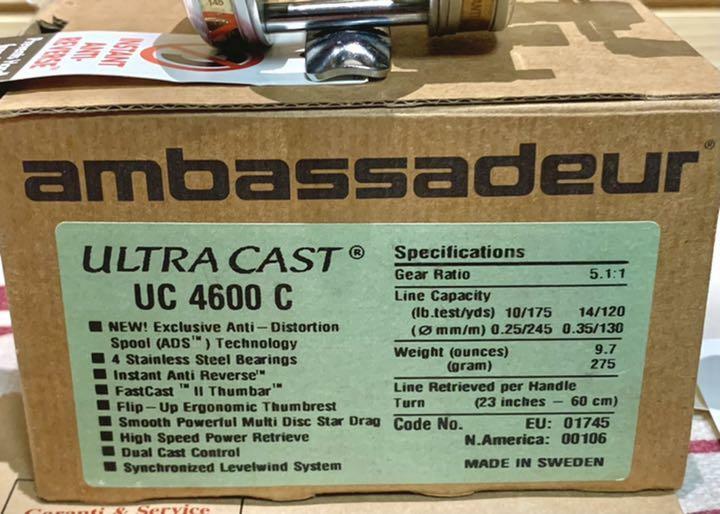 INSTANT
ANTI-
REVERSE
ambassadeur®
ULTRA CAST®
UC 4600 C
■ NEW! Exclusive Anti – Distortion
Spool (ADS™) Technology
■ 4 Stainless Steel Bearings
■ Instant Anti Reverse™
■ FastCast™ II Thumbar™
■ Flip – Up Ergonomic Thumbrest
■ Smooth Powerful Multi Disc Star Drag
■ High Speed Power Retrieve
■ Dual Cast Control
■ Synchronized Levelwind System
Specifications
Gear Ratio 5.1:1
Line Capacity
(lb.test/yds) 10/175 14/120
(Ø mm/m) 0.25/245 0.35/130
Weight (ounces) 9.7
(gram) 275
Line Retrieved per Handle
Turn (23 inches – 60 cm)
Code No. EU: 01745
N.America: 00106
MADE IN SWEDEN
Garanti & Service